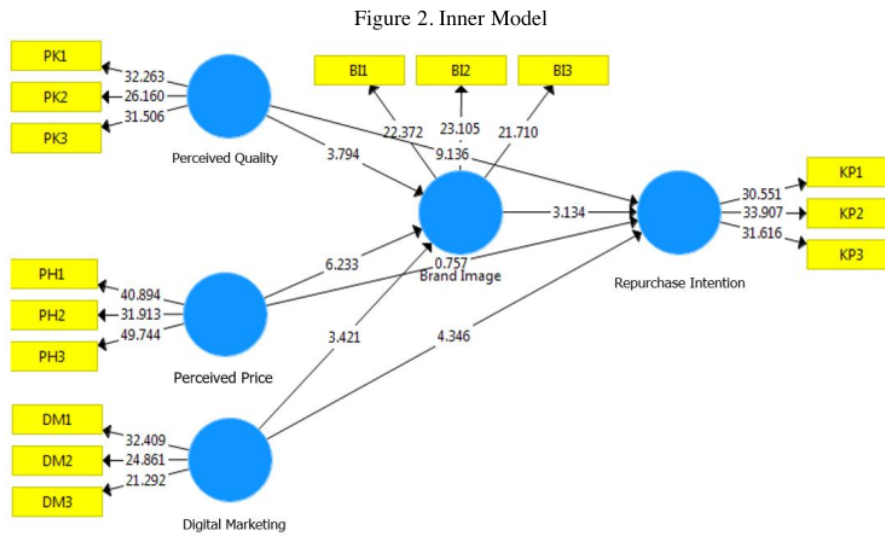 Figure 2. Inner Model
PK1
PK2
PK3
32.263
26.160
31.506
Perceived Quality
BI1
BI2
BI3
22.372
23.105
21.710
3.794
9.136
Brand Image
3.134
6.233
0.757
3.421
4.346
PH1
PH2
PH3
40.894
31.913
49.744
Perceived Price
DM1
DM2
DM3
32.409
24.861
21.292
Digital Marketing
KP1
KP2
KP3
30.551
33.907
31.616
Repurchase Intention